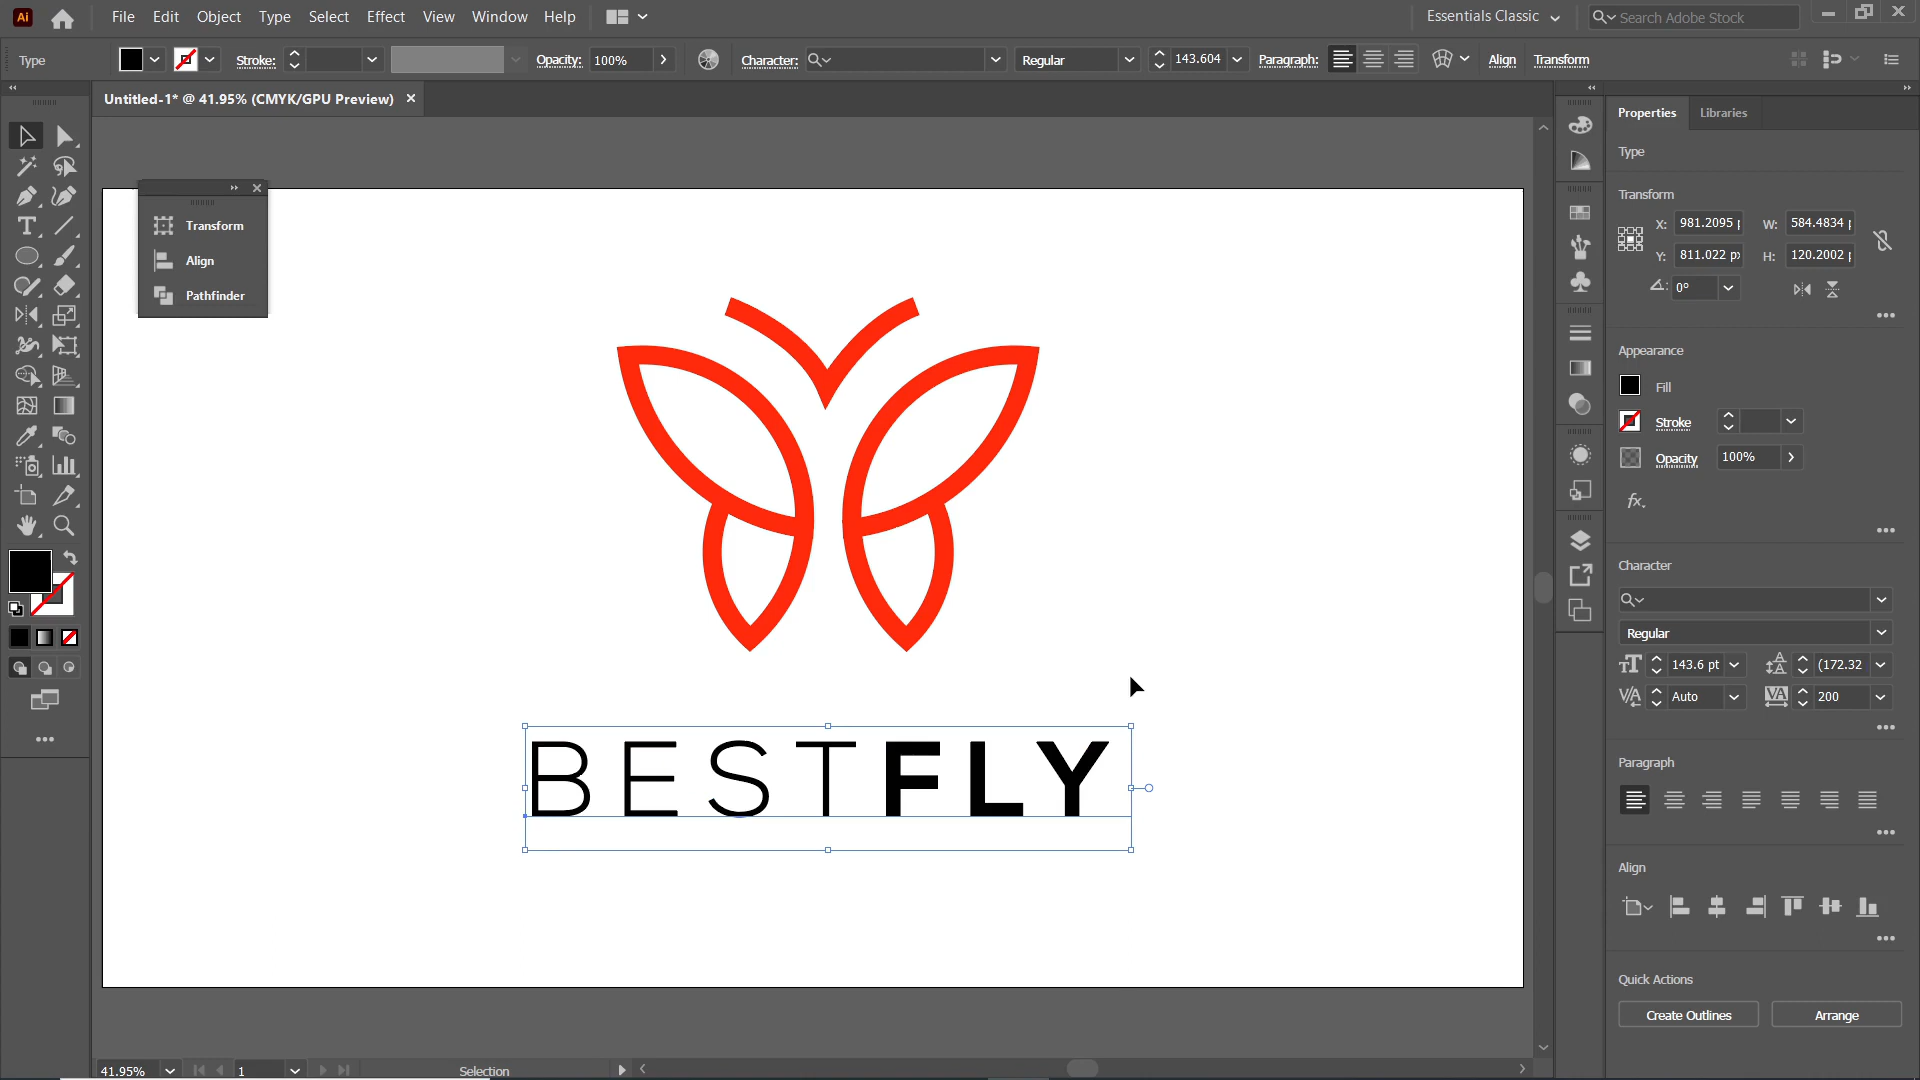 Ai File Edit Object Type Select Effect View Window Help Essentials Classic Search Adobe Stock
Type Stroke: Opacity: 100% Character: Regular 143.604 Paragraph: Align Transform
Untitled-1* @ 41.95% (CMYK/GPU Preview)
Transform
Align
Pathfinder
BESTFLY
Properties Libraries
Type
Transform
X: 981.2095 W: 584.4834
Y: 811.022 px H: 120.2002
0°
Appearance
Fill
Stroke
Opacity 100%
fx.
Character
Regular
143.6 pt (172.32
Auto 200
Paragraph
Align
Quick Actions
Create Outlines Arrange
41.95% 1 Selection